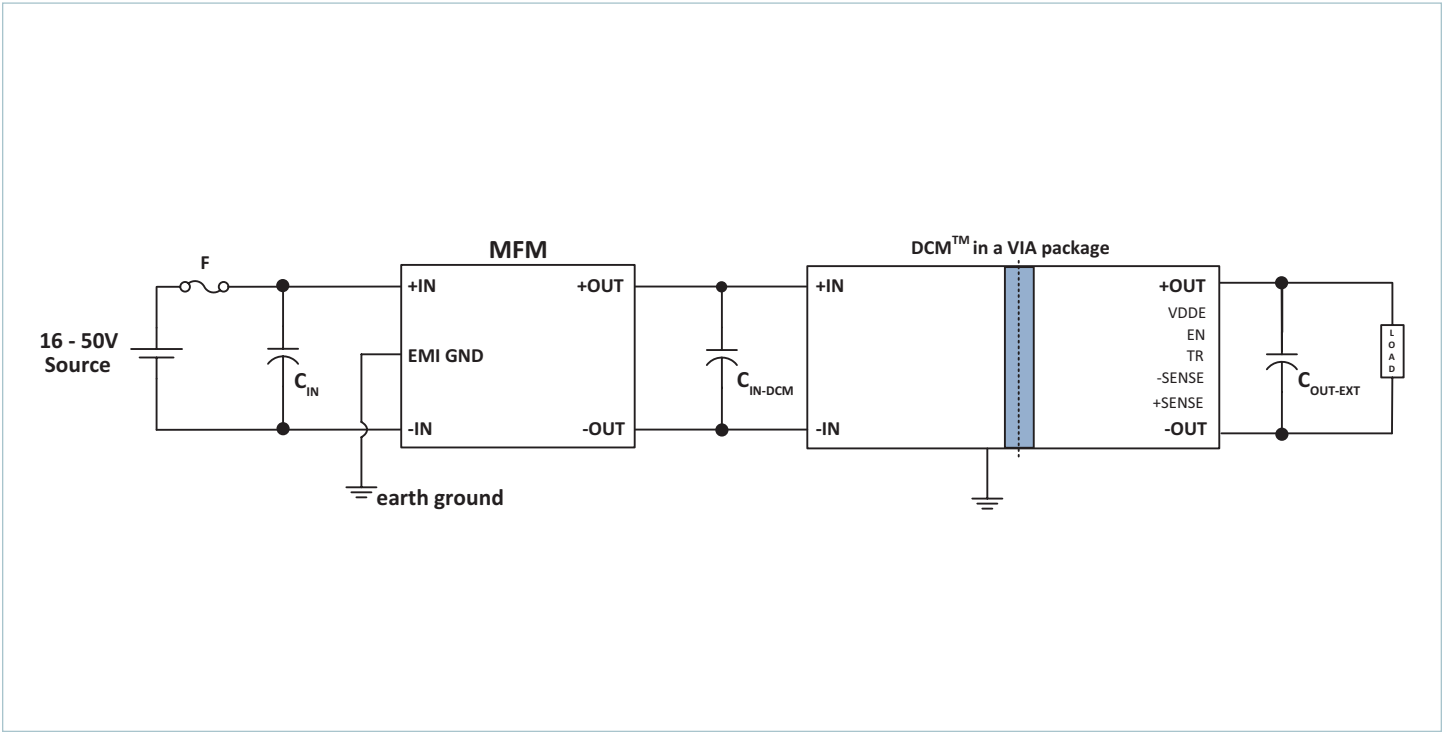 F
16 - 50V
Source
C_IN
MFM
+IN
EMI GND
-IN
+OUT
-OUT
earth ground
C_IN-DCM
DCM™ in a VIA package
+IN
-IN
+OUT
VDDE
EN
TR
-SENSE
+SENSE
-OUT
C_OUT-EXT
LOAD